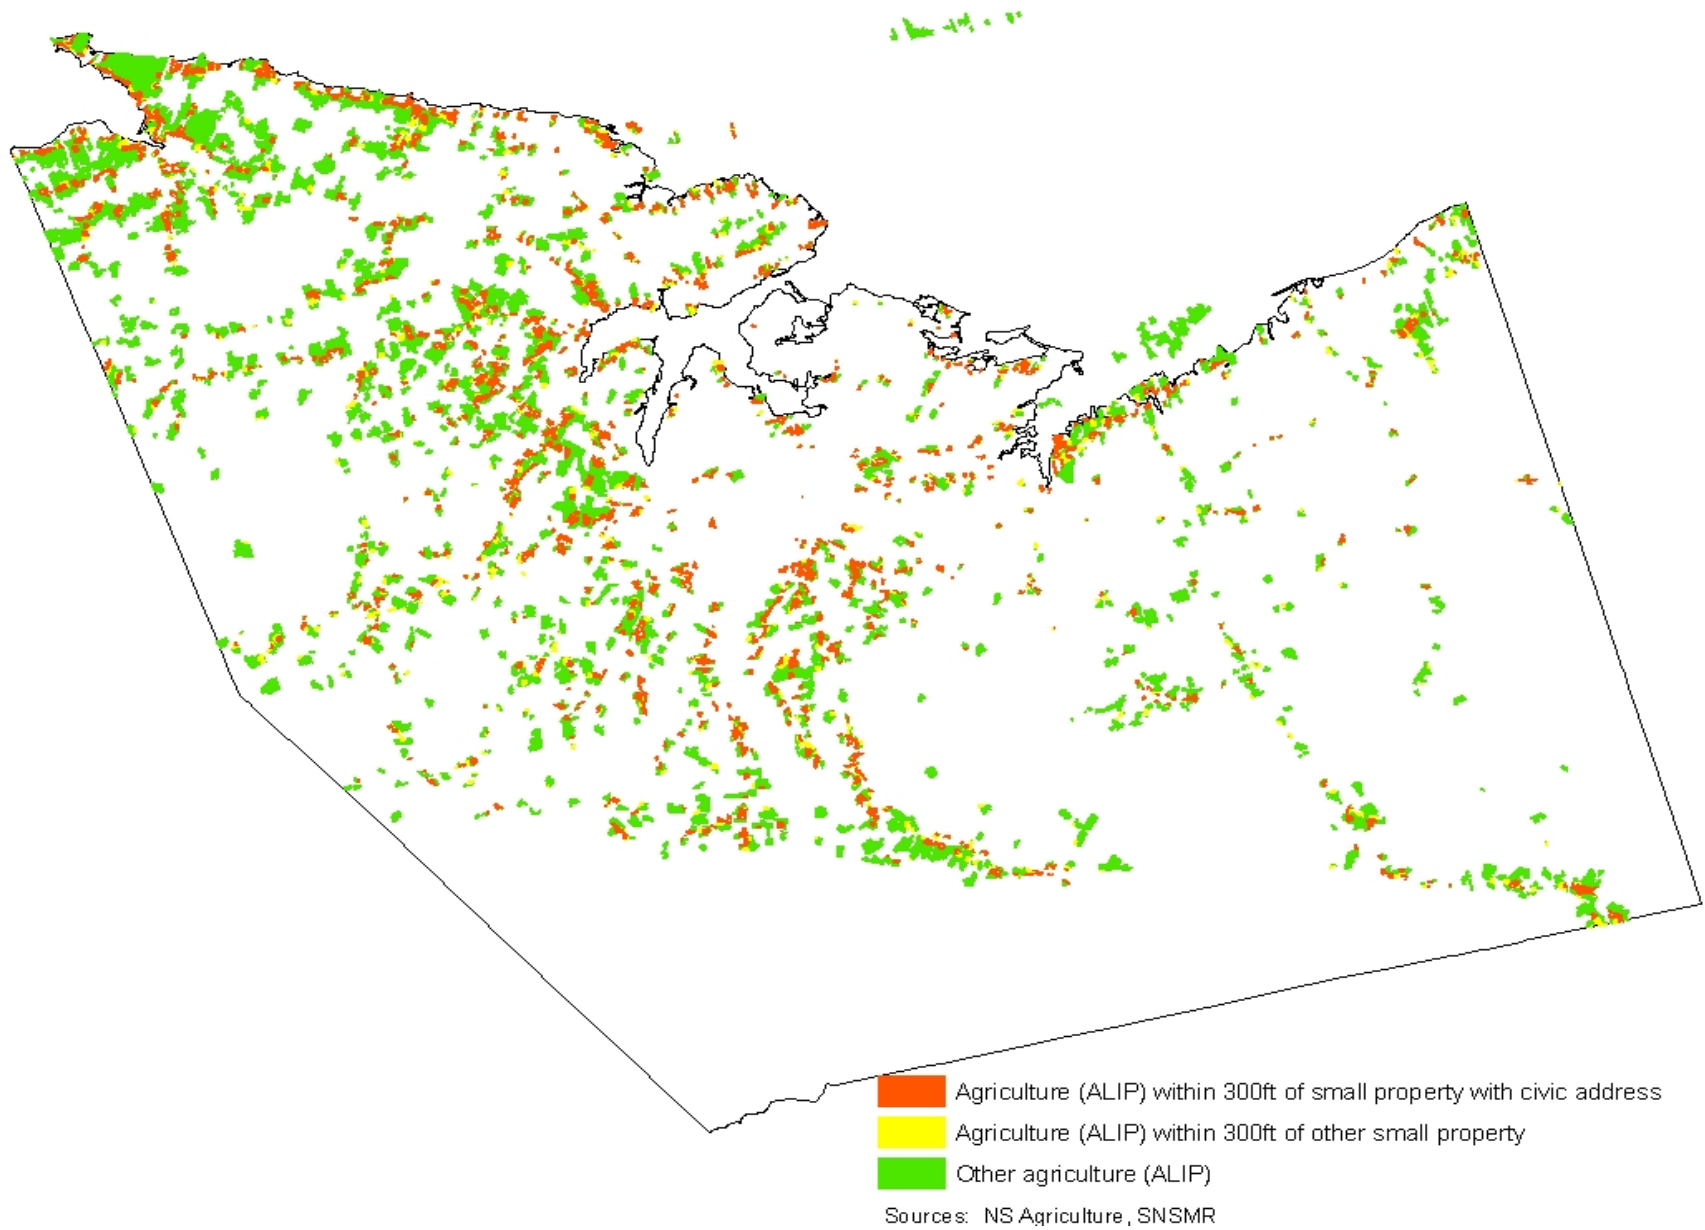 Agriculture (ALIP) within 300ft of small property with civic address
Agriculture (ALIP) within 300ft of other small property
Other agriculture (ALIP)
Sources: NS Agriculture, SNSMR